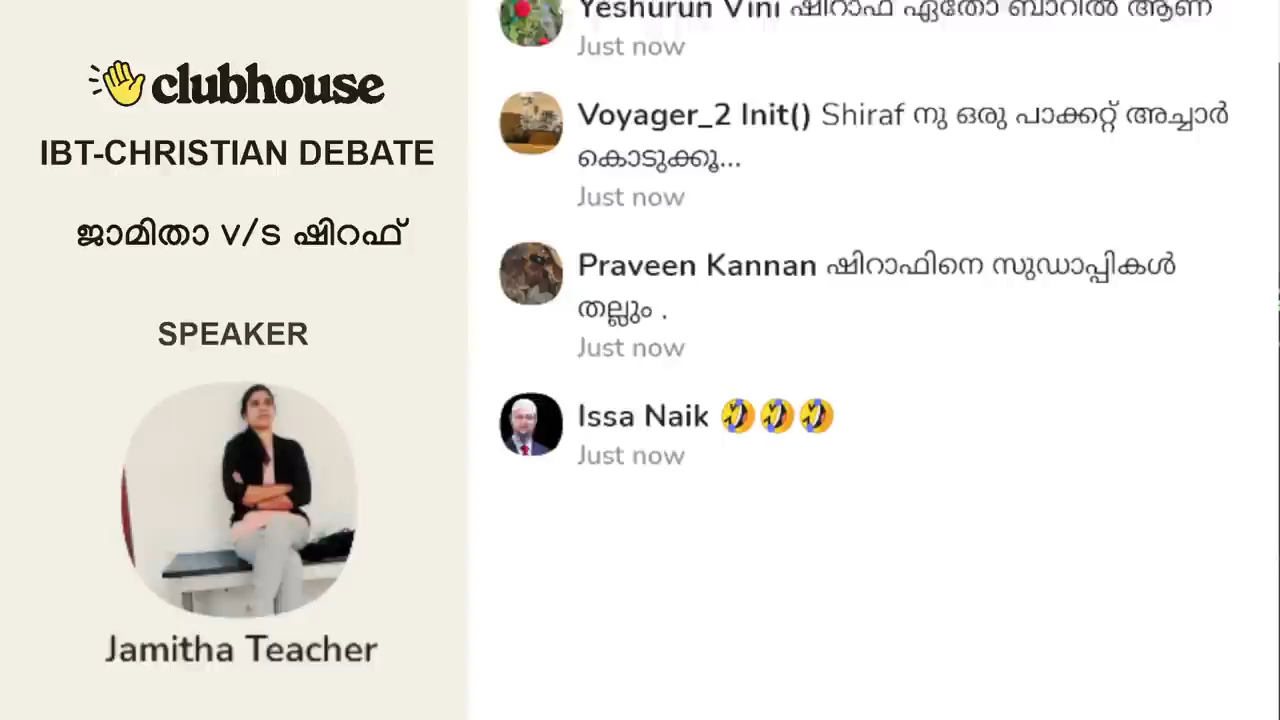 clubhouse
IBT-CHRISTIAN DEBATE
ജാമിതാ v/s ഷിറഫ്
SPEAKER
Jamitha Teacher
Yeshurun Vini ഷിറാഫ് ഏതോ ബാറിൽ ആണ്
Just now
Voyager_2 Init() Shiraf നു ഒരു പാക്കറ്റ് അച്ചാർ
കൊടുക്കൂ...
Just now
Praveen Kannan ഷിറാഫിനെ സുഡാപ്പികൾ
തല്ലും .
Just now
Issa Naik 🤣🤣🤣
Just now